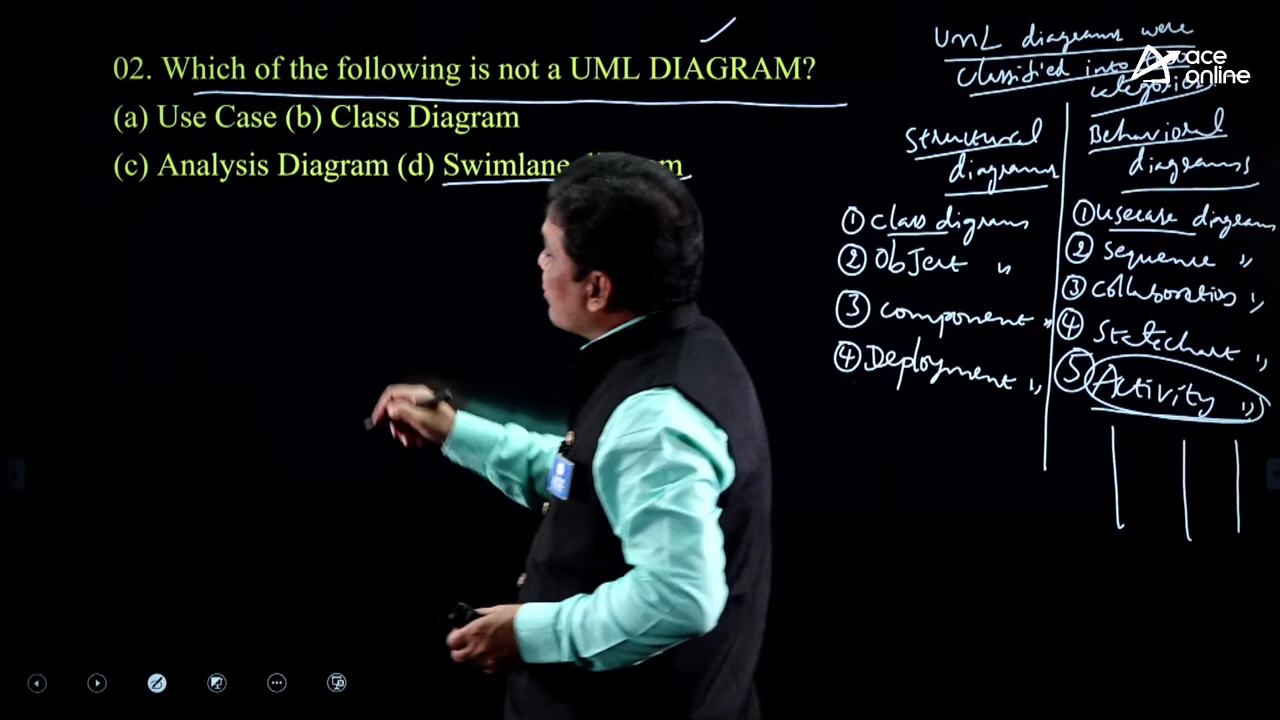 02. Which of the following is not a UML DIAGRAM?
(a) Use Case (b) Class Diagram
(c) Analysis Diagram (d) Swimlane
UML diagrams were
classified into
categories
ace
online
Structural
diagrams
① class digrams
② Object "
③ component "
④ Deployment "
Behavioral
diagrams
① usecase diagrams
② sequence "
③ collaboration "
④ Statechart "
⑤ Activity "